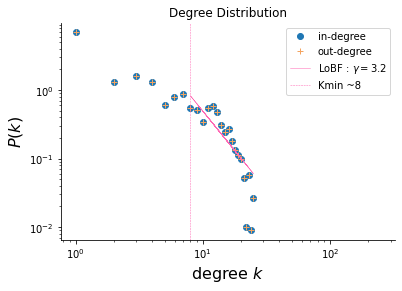 Degree Distribution
in-degree
out-degree
LoBF : γ = 3.2
Kmin ~8
P(k)
10⁰
10⁻¹
10⁻²
10⁰ 10¹ 10²
degree k